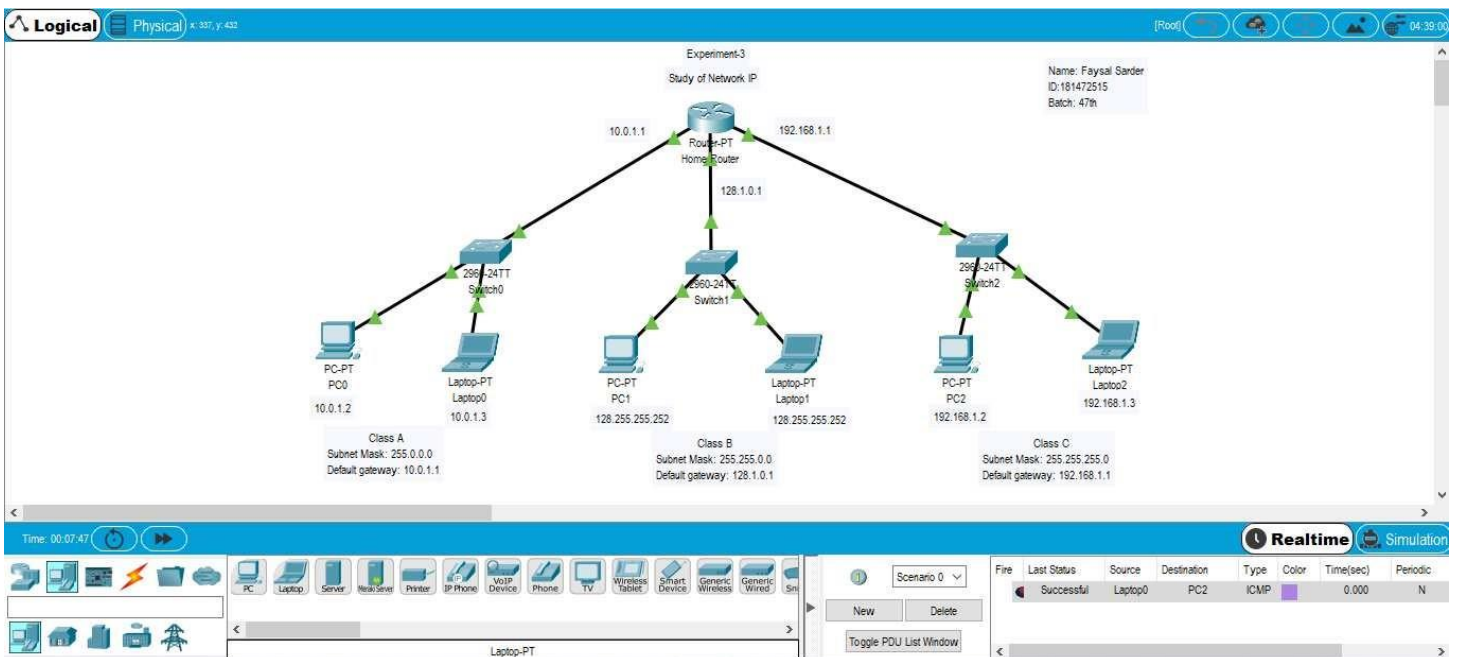 Logical
Physical
x: 337, y: 432
[Root]
04:39:00
Experiment-3
Study of Network IP
Name: Faysal Sarder
ID:181472515
Batch: 47th
10.0.1.1
192.168.1.1
Router-PT
Home Router
128.1.0.1
2960-24TT
Switch0
2960-24TT
Switch1
2960-24TT
Switch2
PC-PT
PC0
10.0.1.2
Laptop-PT
Laptop0
10.0.1.3
PC-PT
PC1
128.255.255.252
Laptop-PT
Laptop1
128.255.255.252
PC-PT
PC2
192.168.1.2
Laptop-PT
Laptop2
192.168.1.3
Class A
Subnet Mask: 255.0.0.0
Default gateway: 10.0.1.1
Class B
Subnet Mask: 255.255.0.0
Default gateway: 128.1.0.1
Class C
Subnet Mask: 255.255.255.0
Default gateway: 192.168.1.1
Time: 00:07:47
Realtime
Simulation
PC
Laptop
Server
Meraki Server
Printer
IP Phone
VoIP Device
Phone
TV
Wireless Tablet
Smart Device
Generic Wireless
Generic Wired
Laptop-PT
Scenario 0
New
Delete
Toggle PDU List Window
Fire Last Status Source Destination Type Color Time(sec) Periodic
Successful Laptop0 PC2 ICMP 0.000 N